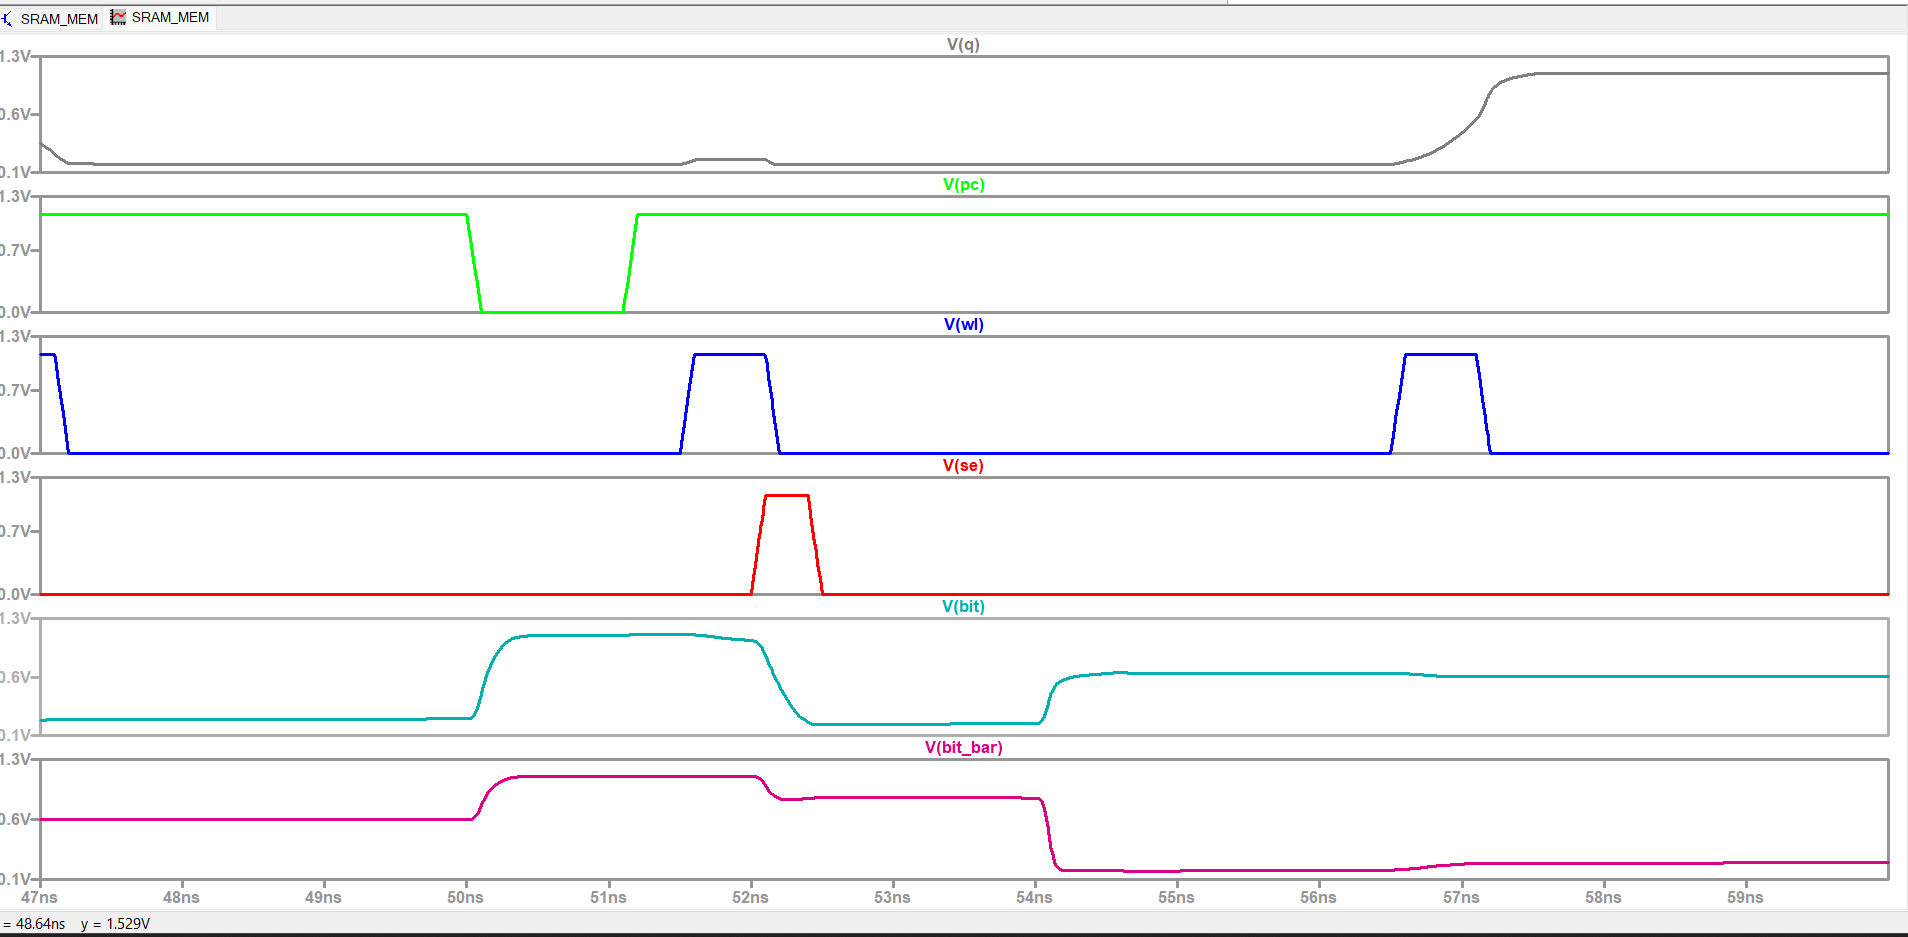 SRAM_MEM SRAM_MEM
V(q)
1.3V
0.6V
0.1V
V(pc)
1.3V
0.7V
0.0V
V(wl)
1.3V
0.7V
0.0V
V(se)
1.3V
0.7V
0.0V
V(bit)
1.3V
0.6V
0.1V
V(bit_bar)
1.3V
0.6V
0.1V
47ns 48ns 49ns 50ns 51ns 52ns 53ns 54ns 55ns 56ns 57ns 58ns 59ns
= 48.64ns y = 1.529V